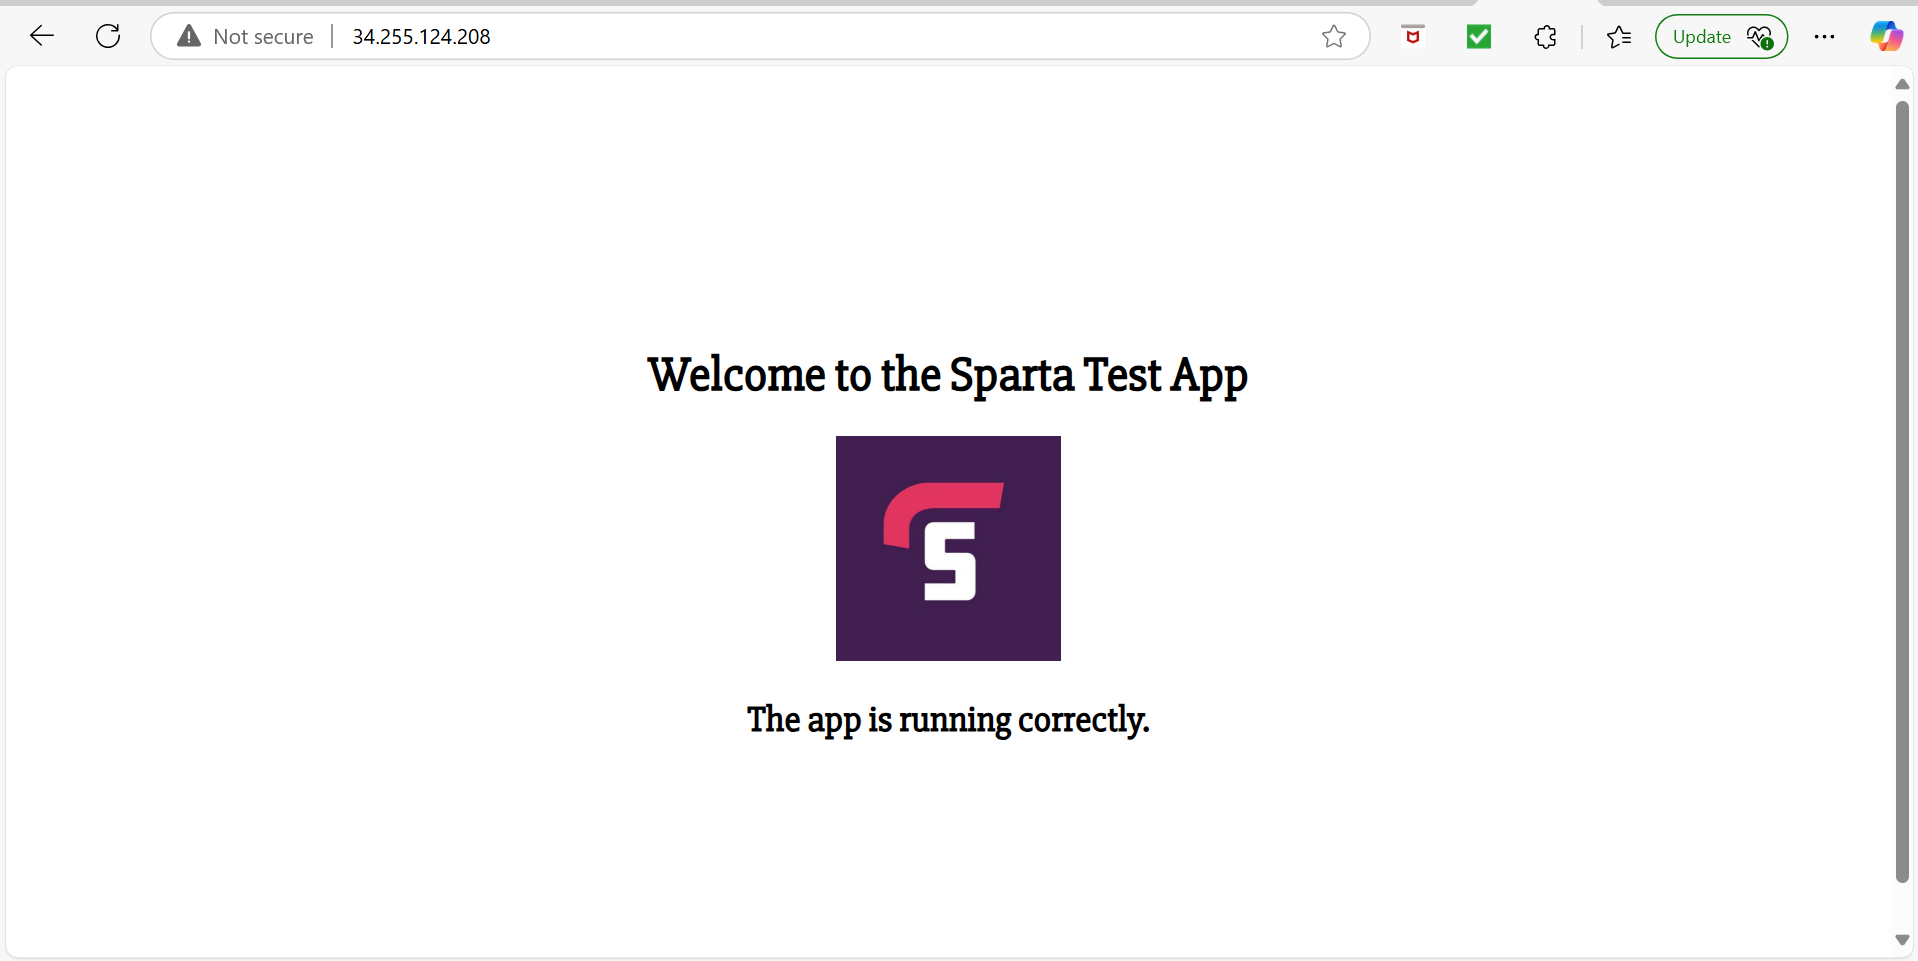 Not secure
34.255.124.208
Update
Welcome to the Sparta Test App
S
The app is running correctly.